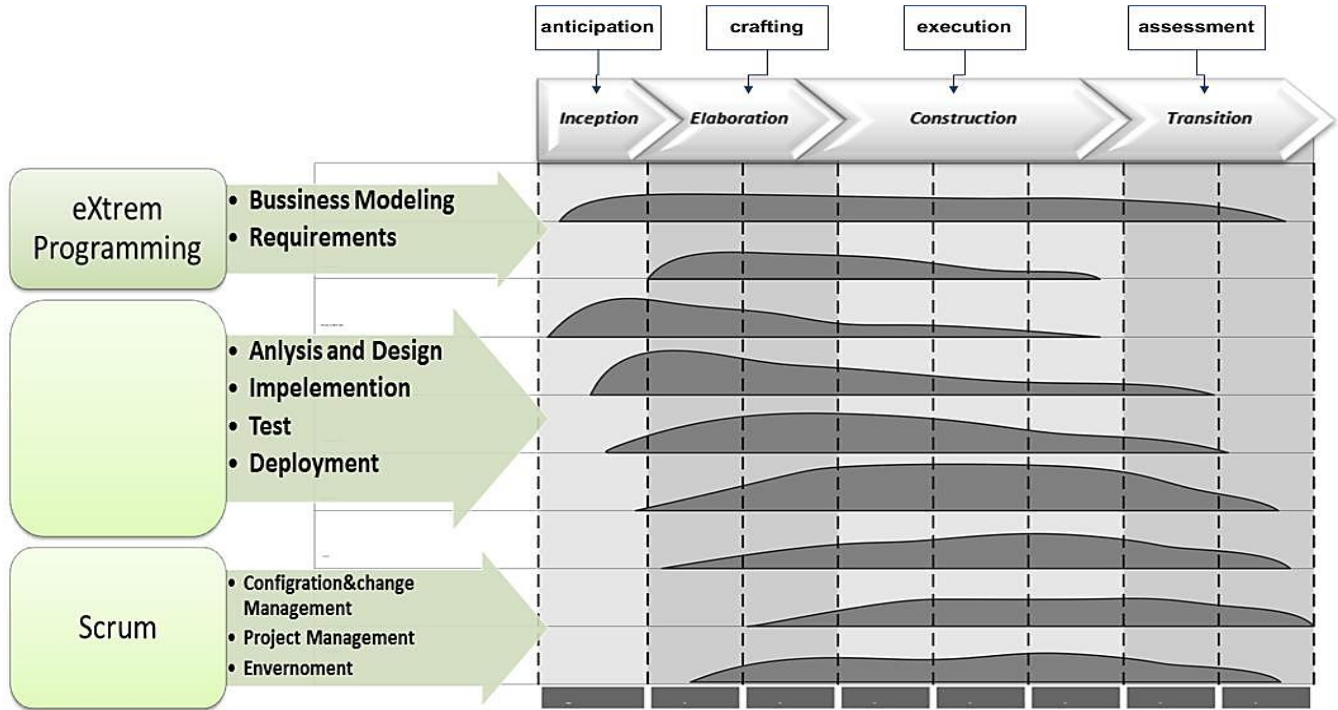 anticipation
crafting
execution
assessment
Inception
Elaboration
Construction
Transition
eXtrem
Programming
• Bussiness Modeling
• Requirements
• Anlysis and Design
• Impelemention
• Test
• Deployment
Scrum
• Configration&change
Management
• Project Management
• Envernoment